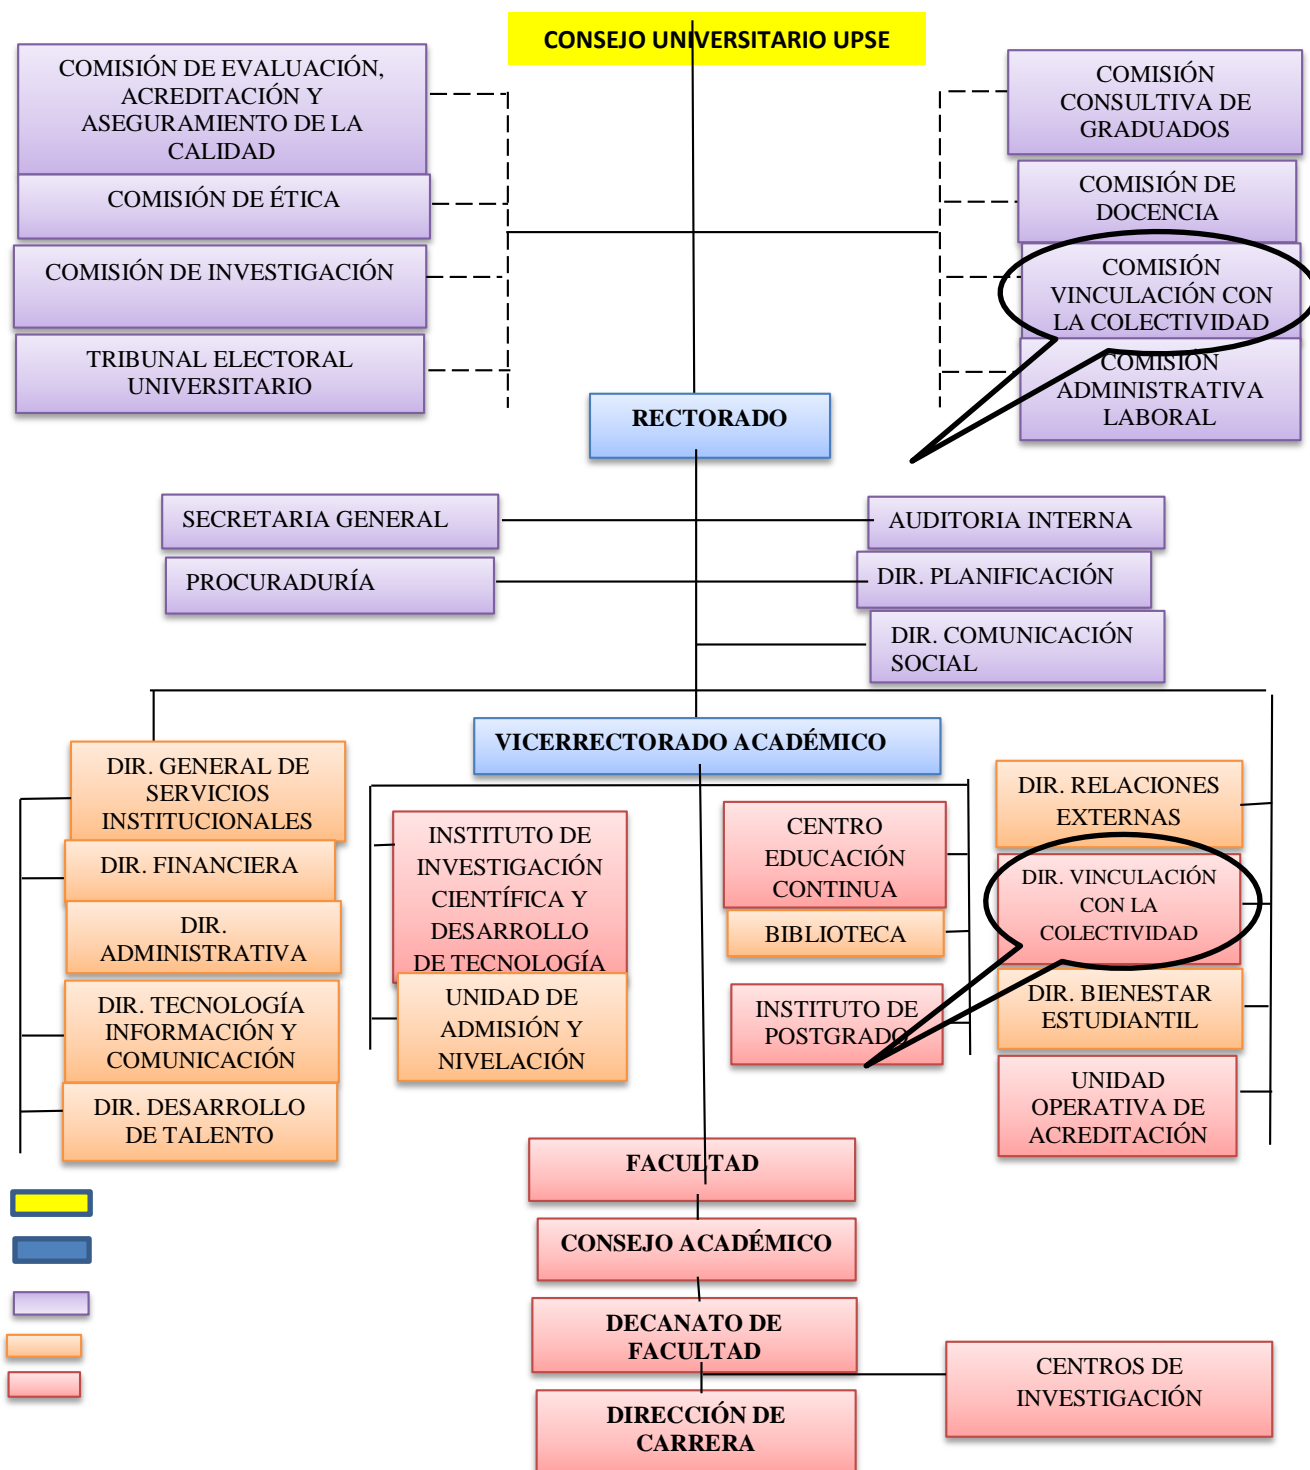 CONSEJO UNIVERSITARIO UPSE
COMISIÓN DE EVALUACIÓN,
ACREDITACIÓN Y
ASEGURAMIENTO DE LA
CALIDAD
COMISIÓN DE ÉTICA
COMISIÓN DE INVESTIGACIÓN
TRIBUNAL ELECTORAL
UNIVERSITARIO
COMISIÓN
CONSULTIVA DE
GRADUADOS
COMISIÓN DE
DOCENCIA
COMISIÓN
VINCULACIÓN CON
LA COLECTIVIDAD
COMISIÓN
ADMINISTRATIVA
LABORAL
RECTORADO
SECRETARIA GENERAL
AUDITORIA INTERNA
PROCURADURÍA
DIR. PLANIFICACIÓN
DIR. COMUNICACIÓN
SOCIAL
VICERRECTORADO ACADÉMICO
DIR. GENERAL DE
SERVICIOS
INSTITUCIONALES
DIR. FINANCIERA
DIR.
ADMINISTRATIVA
DIR. TECNOLOGÍA
INFORMACIÓN Y
COMUNICACIÓN
DIR. DESARROLLO
DE TALENTO
INSTITUTO DE
INVESTIGACIÓN
CIENTÍFICA Y
DESARROLLO
DE TECNOLOGÍA
UNIDAD DE
ADMISIÓN Y
NIVELACIÓN
CENTRO
EDUCACIÓN
CONTINUA
BIBLIOTECA
INSTITUTO DE
POSTGRADO
DIR. RELACIONES
EXTERNAS
DIR. VINCULACIÓN
CON LA
COLECTIVIDAD
DIR. BIENESTAR
ESTUDIANTIL
UNIDAD
OPERATIVA DE
ACREDITACIÓN
FACULTAD
CONSEJO ACADÉMICO
DECANATO DE
FACULTAD
CENTROS DE
INVESTIGACIÓN
DIRECCIÓN DE
CARRERA